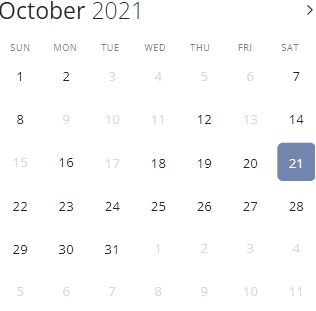 October 2021
SUN MON TUE WED THU FRI SAT
1 2 3 4 5 6 7
8 9 10 11 12 13 14
15 16 17 18 19 20 21
22 23 24 25 26 27 28
29 30 31 1 2 3 4
5 6 7 8 9 10 11